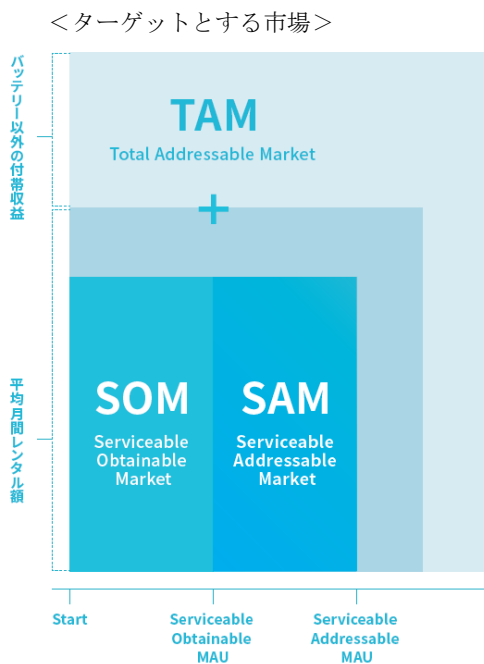 ＜ターゲットとする市場＞
バッテリー以外の付帯収益
TAM
Total Addressable Market
+
平均月間レンタル額
SOM
Serviceable
Obtainable
Market
SAM
Serviceable
Addressable
Market
Start
Serviceable
Obtainable
MAU
Serviceable
Addressable
MAU